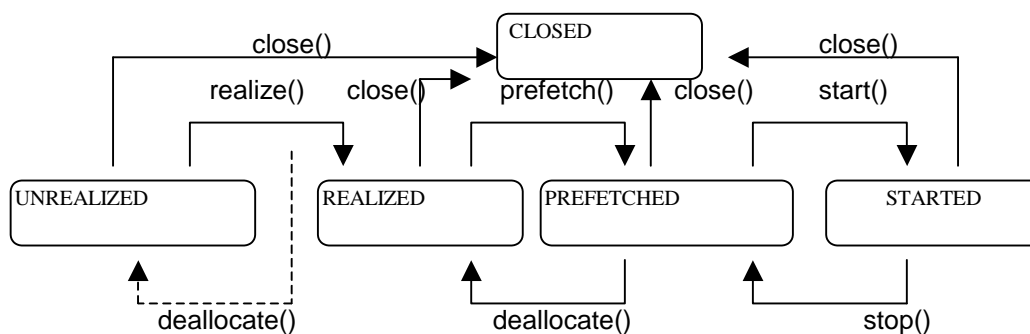 CLOSED
close()
close()
realize()
close()
prefetch()
close()
start()
UNREALIZED
REALIZED
PREFETCHED
STARTED
deallocate()
deallocate()
stop()